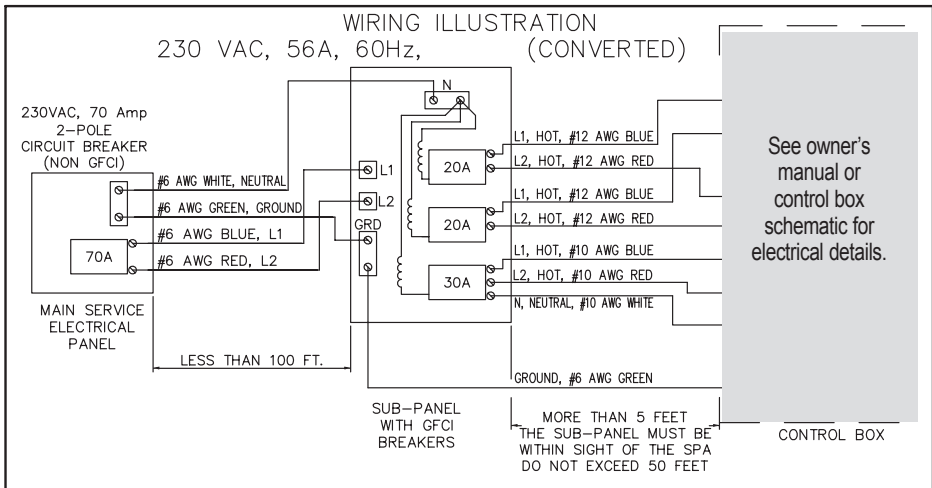 WIRING ILLUSTRATION
230 VAC, 56A, 60Hz, (CONVERTED)
230VAC, 70 Amp
2-POLE
CIRCUIT BREAKER
(NON GFCI)
#6 AWG WHITE, NEUTRAL
#6 AWG GREEN, GROUND
#6 AWG BLUE, L1
#6 AWG RED, L2
70A
MAIN SERVICE
ELECTRICAL
PANEL
LESS THAN 100 FT.
N
L1
L2
GRD
20A
20A
30A
SUB-PANEL
WITH GFCI
BREAKERS
L1, HOT, #12 AWG BLUE
L2, HOT, #12 AWG RED
L1, HOT, #12 AWG BLUE
L2, HOT, #12 AWG RED
L1, HOT, #10 AWG BLUE
L2, HOT, #10 AWG RED
N, NEUTRAL, #10 AWG WHITE
GROUND, #6 AWG GREEN
MORE THAN 5 FEET
THE SUB-PANEL MUST BE
WITHIN SIGHT OF THE SPA
DO NOT EXCEED 50 FEET
See owner's
manual or
control box
schematic for
electrical details.
CONTROL BOX